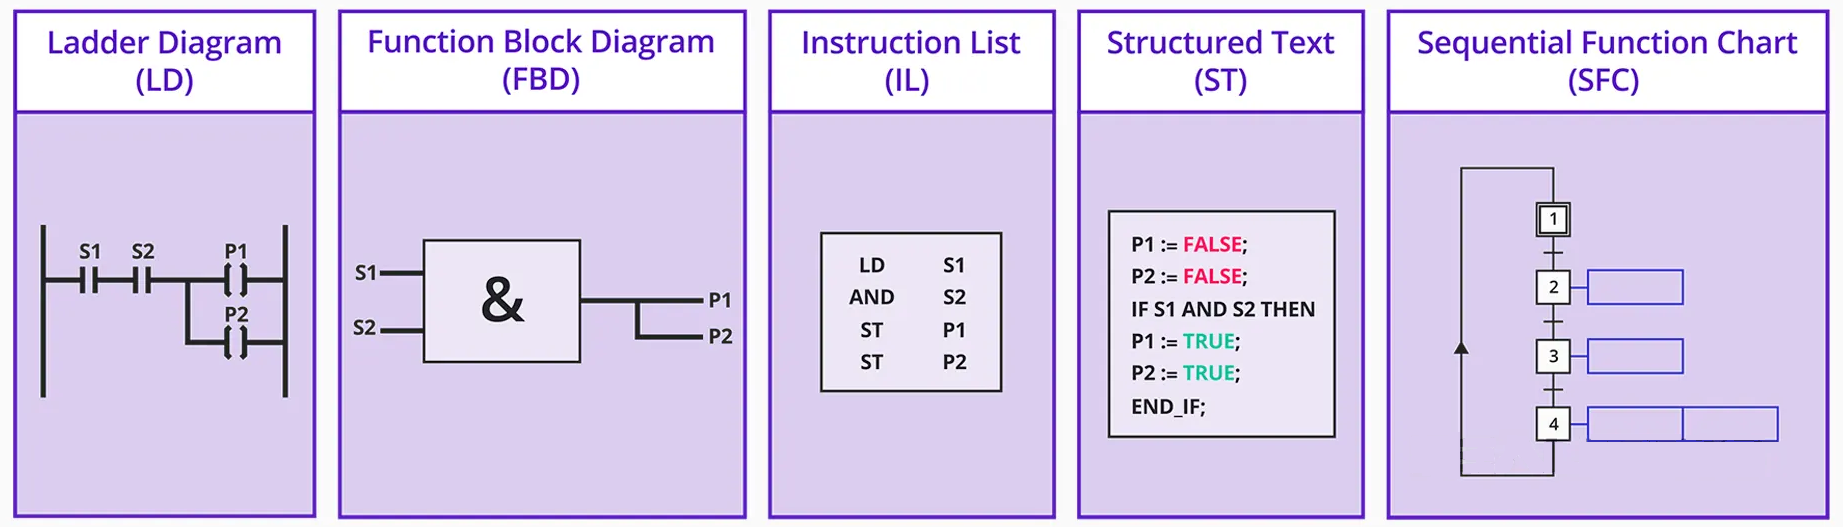 Ladder Diagram
(LD)
S1 S2 P1
P2
Function Block Diagram
(FBD)
S1
S2
&
P1
P2
Instruction List
(IL)
LD S1
AND S2
ST P1
ST P2
Structured Text
(ST)
P1 := FALSE;
P2 := FALSE;
IF S1 AND S2 THEN
P1 := TRUE;
P2 := TRUE;
END_IF;
Sequential Function Chart
(SFC)
1
2
3
4